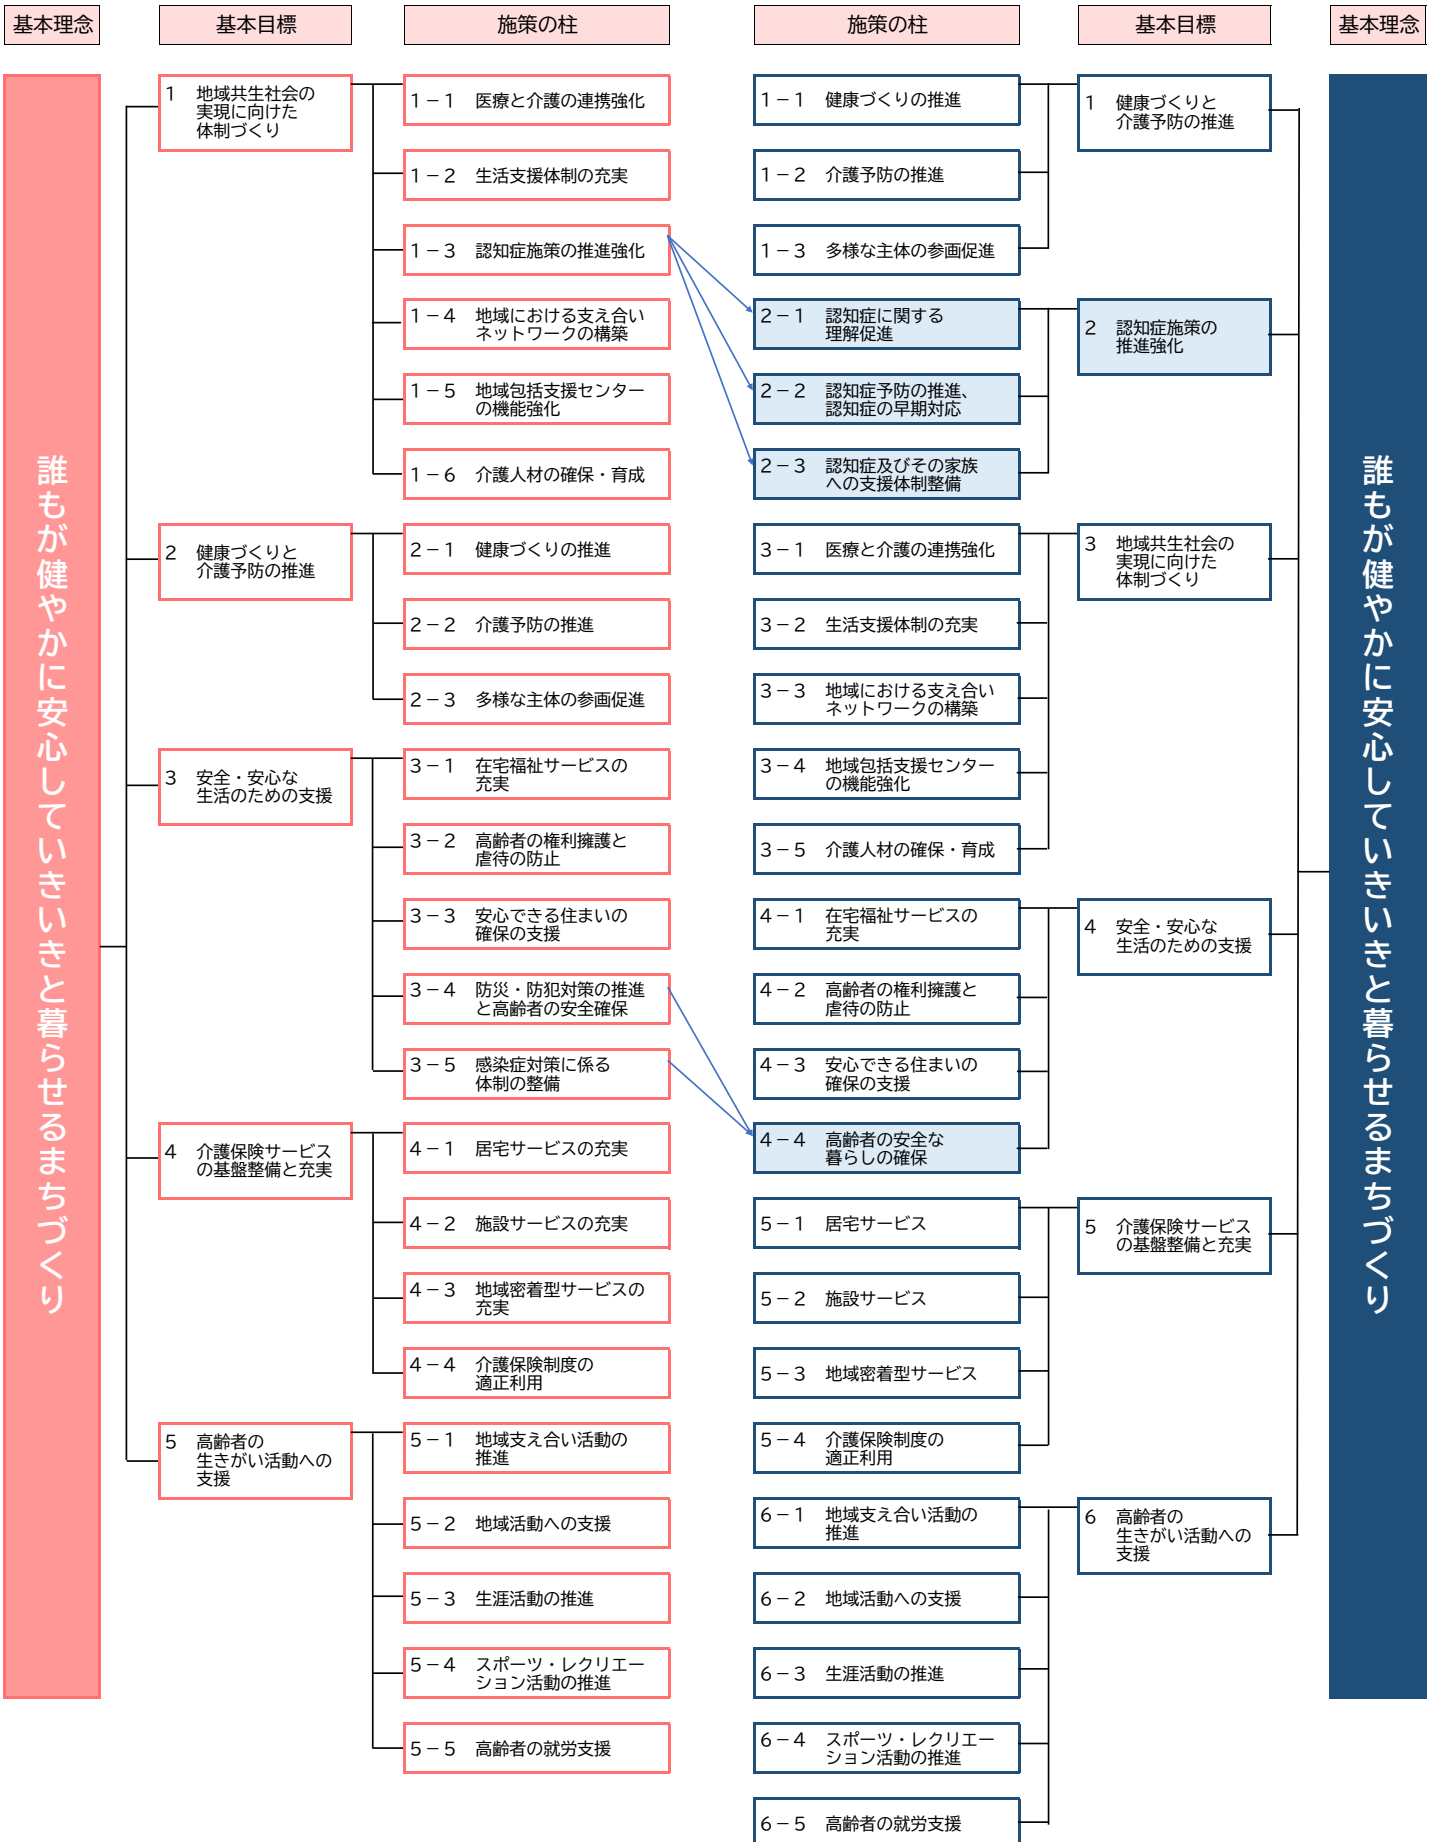 基本理念
基本目標
施策の柱
施策の柱
基本目標
基本理念
誰もが健やかに安心していきいきと暮らせるまちづくり
1 地域共生社会の
実現に向けた
体制づくり
1－1 医療と介護の連携強化
1－2 生活支援体制の充実
1－3 認知症施策の推進強化
1－4 地域における支え合い
ネットワークの構築
1－5 地域包括支援センター
の機能強化
1－6 介護人材の確保・育成
2 健康づくりと
介護予防の推進
2－1 健康づくりの推進
2－2 介護予防の推進
2－3 多様な主体の参画促進
3 安全・安心な
生活のための支援
3－1 在宅福祉サービスの
充実
3－2 高齢者の権利擁護と
虐待の防止
3－3 安心できる住まいの
確保の支援
3－4 防災・防犯対策の推進
と高齢者の安全確保
3－5 感染症対策に係る
体制の整備
4 介護保険サービス
の基盤整備と充実
4－1 居宅サービスの充実
4－2 施設サービスの充実
4－3 地域密着型サービスの
充実
4－4 介護保険制度の
適正利用
5 高齢者の
生きがい活動への
支援
5－1 地域支え合い活動の
推進
5－2 地域活動への支援
5－3 生涯活動の推進
5－4 スポーツ・レクリエー
ション活動の推進
5－5 高齢者の就労支援
1－1 健康づくりの推進
1－2 介護予防の推進
1－3 多様な主体の参画促進
1 健康づくりと
介護予防の推進
2－1 認知症に関する
理解促進
2－2 認知症予防の推進、
認知症の早期対応
2－3 認知症及びその家族
への支援体制整備
2 認知症施策の
推進強化
3－1 医療と介護の連携強化
3－2 生活支援体制の充実
3－3 地域における支え合い
ネットワークの構築
3－4 地域包括支援センター
の機能強化
3－5 介護人材の確保・育成
3 地域共生社会の
実現に向けた
体制づくり
4－1 在宅福祉サービスの
充実
4－2 高齢者の権利擁護と
虐待の防止
4－3 安心できる住まいの
確保の支援
4－4 高齢者の安全な
暮らしの確保
4 安全・安心な
生活のための支援
5－1 居宅サービス
5－2 施設サービス
5－3 地域密着型サービス
5－4 介護保険制度の
適正利用
5 介護保険サービス
の基盤整備と充実
6－1 地域支え合い活動の
推進
6－2 地域活動への支援
6－3 生涯活動の推進
6－4 スポーツ・レクリエー
ション活動の推進
6－5 高齢者の就労支援
6 高齢者の
生きがい活動への
支援
誰もが健やかに安心していきいきと暮らせるまちづくり